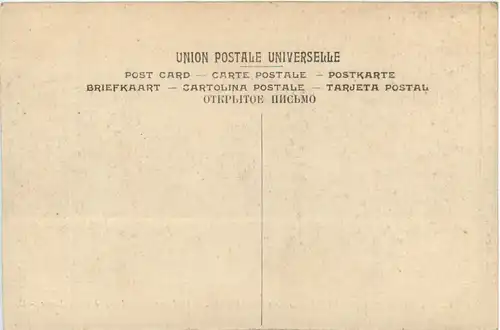 UNION POSTALE UNIVERSELLE
POST CARD — CARTE POSTALE — POSTKARTE
BRIEFKAART — CARTOLINA POSTALE — TARJETA POSTAL
ОТКРЫТОЕ ПИСЬМО